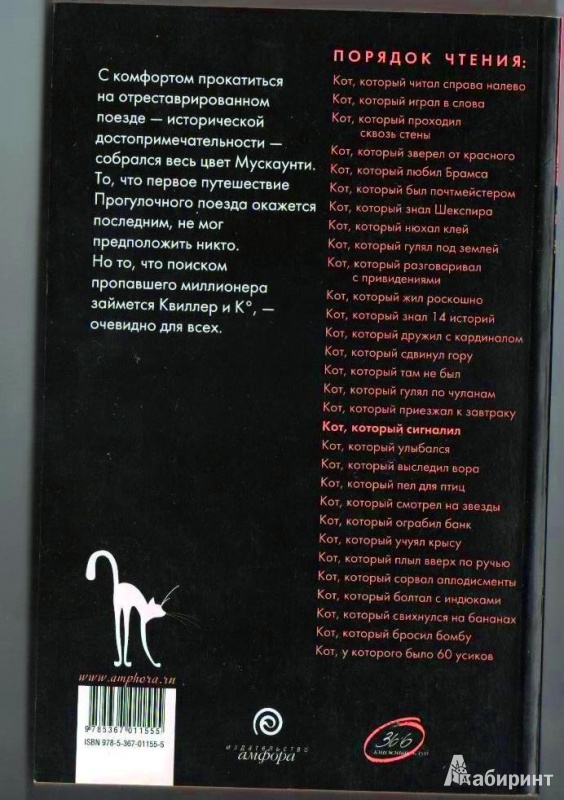 С комфортом прокатиться
на отреставрированном
поезде — исторической
достопримечательности —
собрался весь цвет Мускаунти.
То, что первое путешествие
Прогулочного поезда окажется
последним, не мог
предположить никто.
Но то, что поиском
пропавшего миллионера
займется Квиллер и К°, —
очевидно для всех.
ПОРЯДОК ЧТЕНИЯ:
Кот, который читал справа налево
Кот, который играл в слова
Кот, который проходил
сквозь стены
Кот, который зверел от красного
Кот, который любил Брамса
Кот, который был почтмейстером
Кот, который знал Шекспира
Кот, который нюхал клей
Кот, который гулял под землей
Кот, который разговаривал
с привидениями
Кот, который жил роскошно
Кот, который знал 14 историй
Кот, который дружил с кардиналом
Кот, который сдвинул гору
Кот, который там не был
Кот, который гулял по чуланам
Кот, который приезжал к завтраку
Кот, который сигналил
Кот, который улыбался
Кот, который выследил вора
Кот, который пел для птиц
Кот, который смотрел на звезды
Кот, который ограбил банк
Кот, который учуял крысу
Кот, который плыл вверх по ручью
Кот, который сорвал аплодисменты
Кот, который болтал с индюками
Кот, который свихнулся на бананах
Кот, который бросил бомбу
Кот, у которого было 60 усиков
www.amphora.ru
9785367011555
ISBN 978-5-367-01155-5
издательство
амфора
366
книжный клуб
Лабиринт